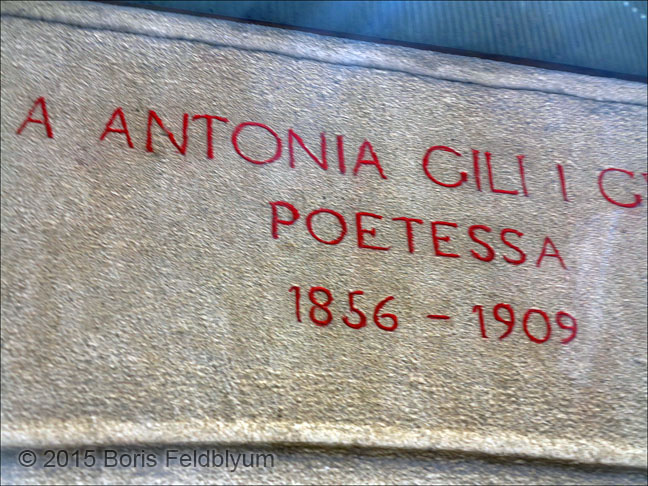 A ANTONIA GILI I
POETESSA
1856 - 1909
© 2015 Boris Feldblyum